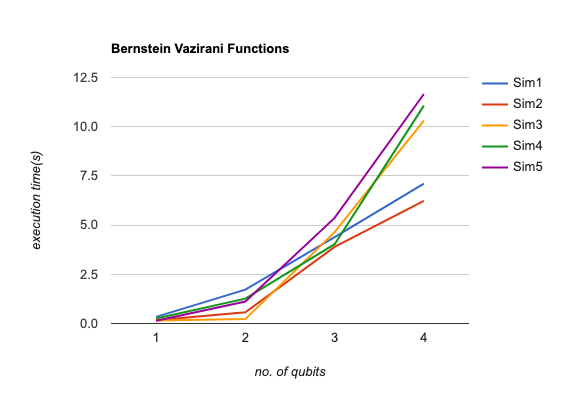 Bernstein Vazirani Functions
12.5
10.0
7.5
5.0
2.5
0.0
execution time(s)
1 2 3 4
no. of qubits
Sim1
Sim2
Sim3
Sim4
Sim5